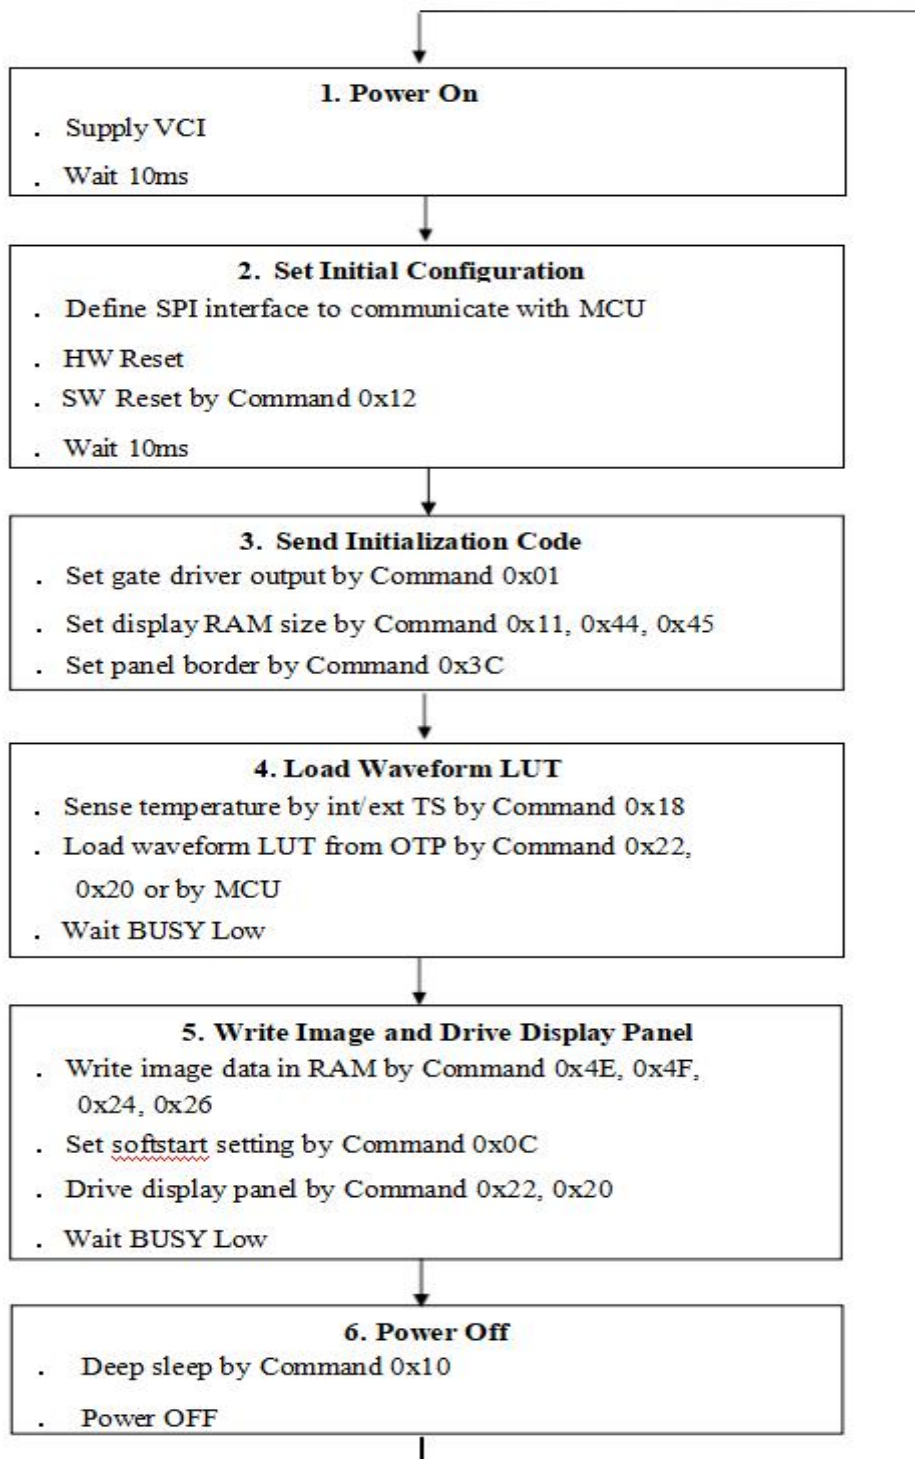 1. Power On
. Supply VCI
. Wait 10ms
2. Set Initial Configuration
. Define SPI interface to communicate with MCU
. HW Reset
. SW Reset by Command 0x12
. Wait 10ms
3. Send Initialization Code
. Set gate driver output by Command 0x01
. Set display RAM size by Command 0x11, 0x44, 0x45
. Set panel border by Command 0x3C
4. Load Waveform LUT
. Sense temperature by int/ext TS by Command 0x18
. Load waveform LUT from OTP by Command 0x22,
0x20 or by MCU
. Wait BUSY Low
5. Write Image and Drive Display Panel
. Write image data in RAM by Command 0x4E, 0x4F,
0x24, 0x26
. Set softstart setting by Command 0x0C
. Drive display panel by Command 0x22, 0x20
. Wait BUSY Low
6. Power Off
. Deep sleep by Command 0x10
. Power OFF